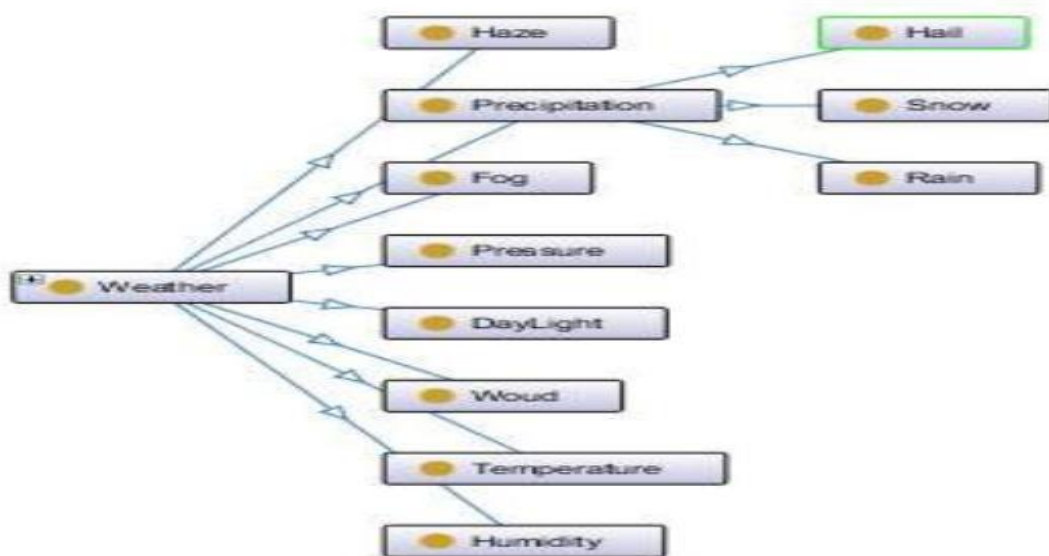 Haze
Hail
Precipitation
Snow
Fog
Rain
Pressure
Weather
DayLight
Woud
Temperature
Humidity